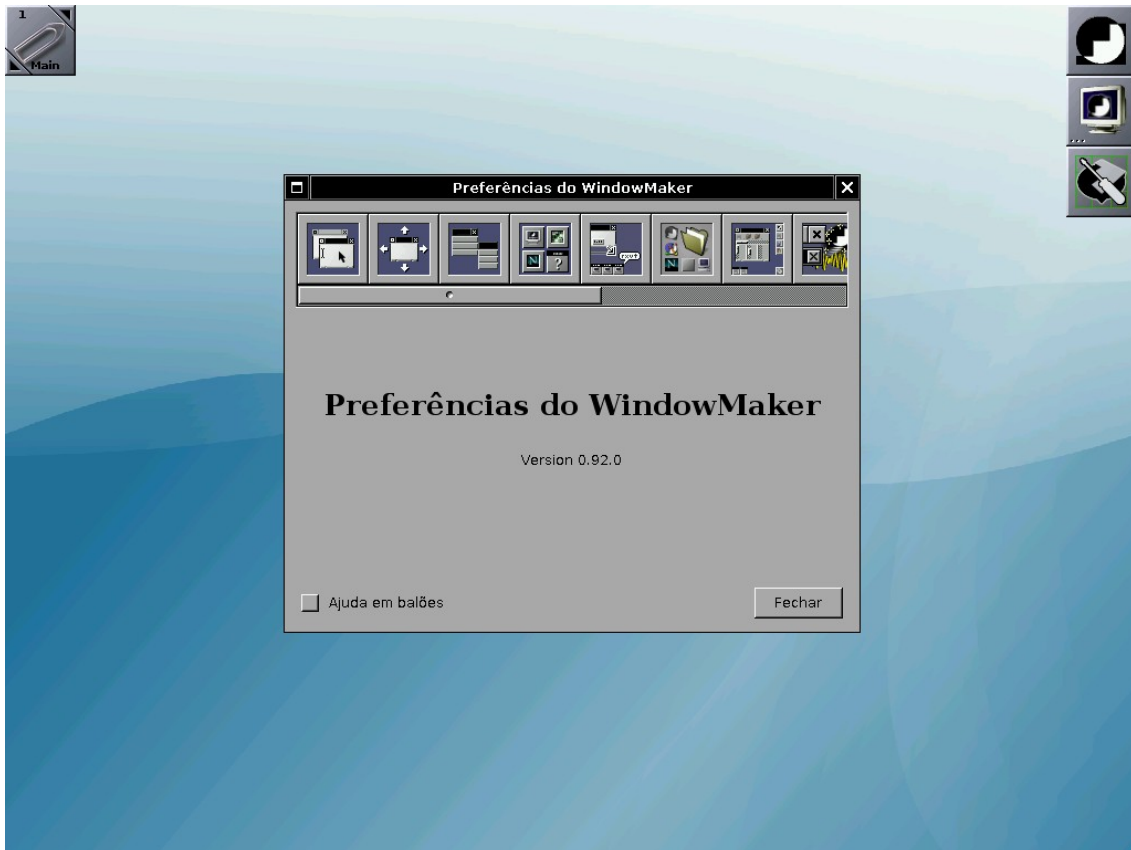 1
Main
Preferências do WindowMaker
Preferências do WindowMaker
Version 0.92.0
Ajuda em balões
Fechar